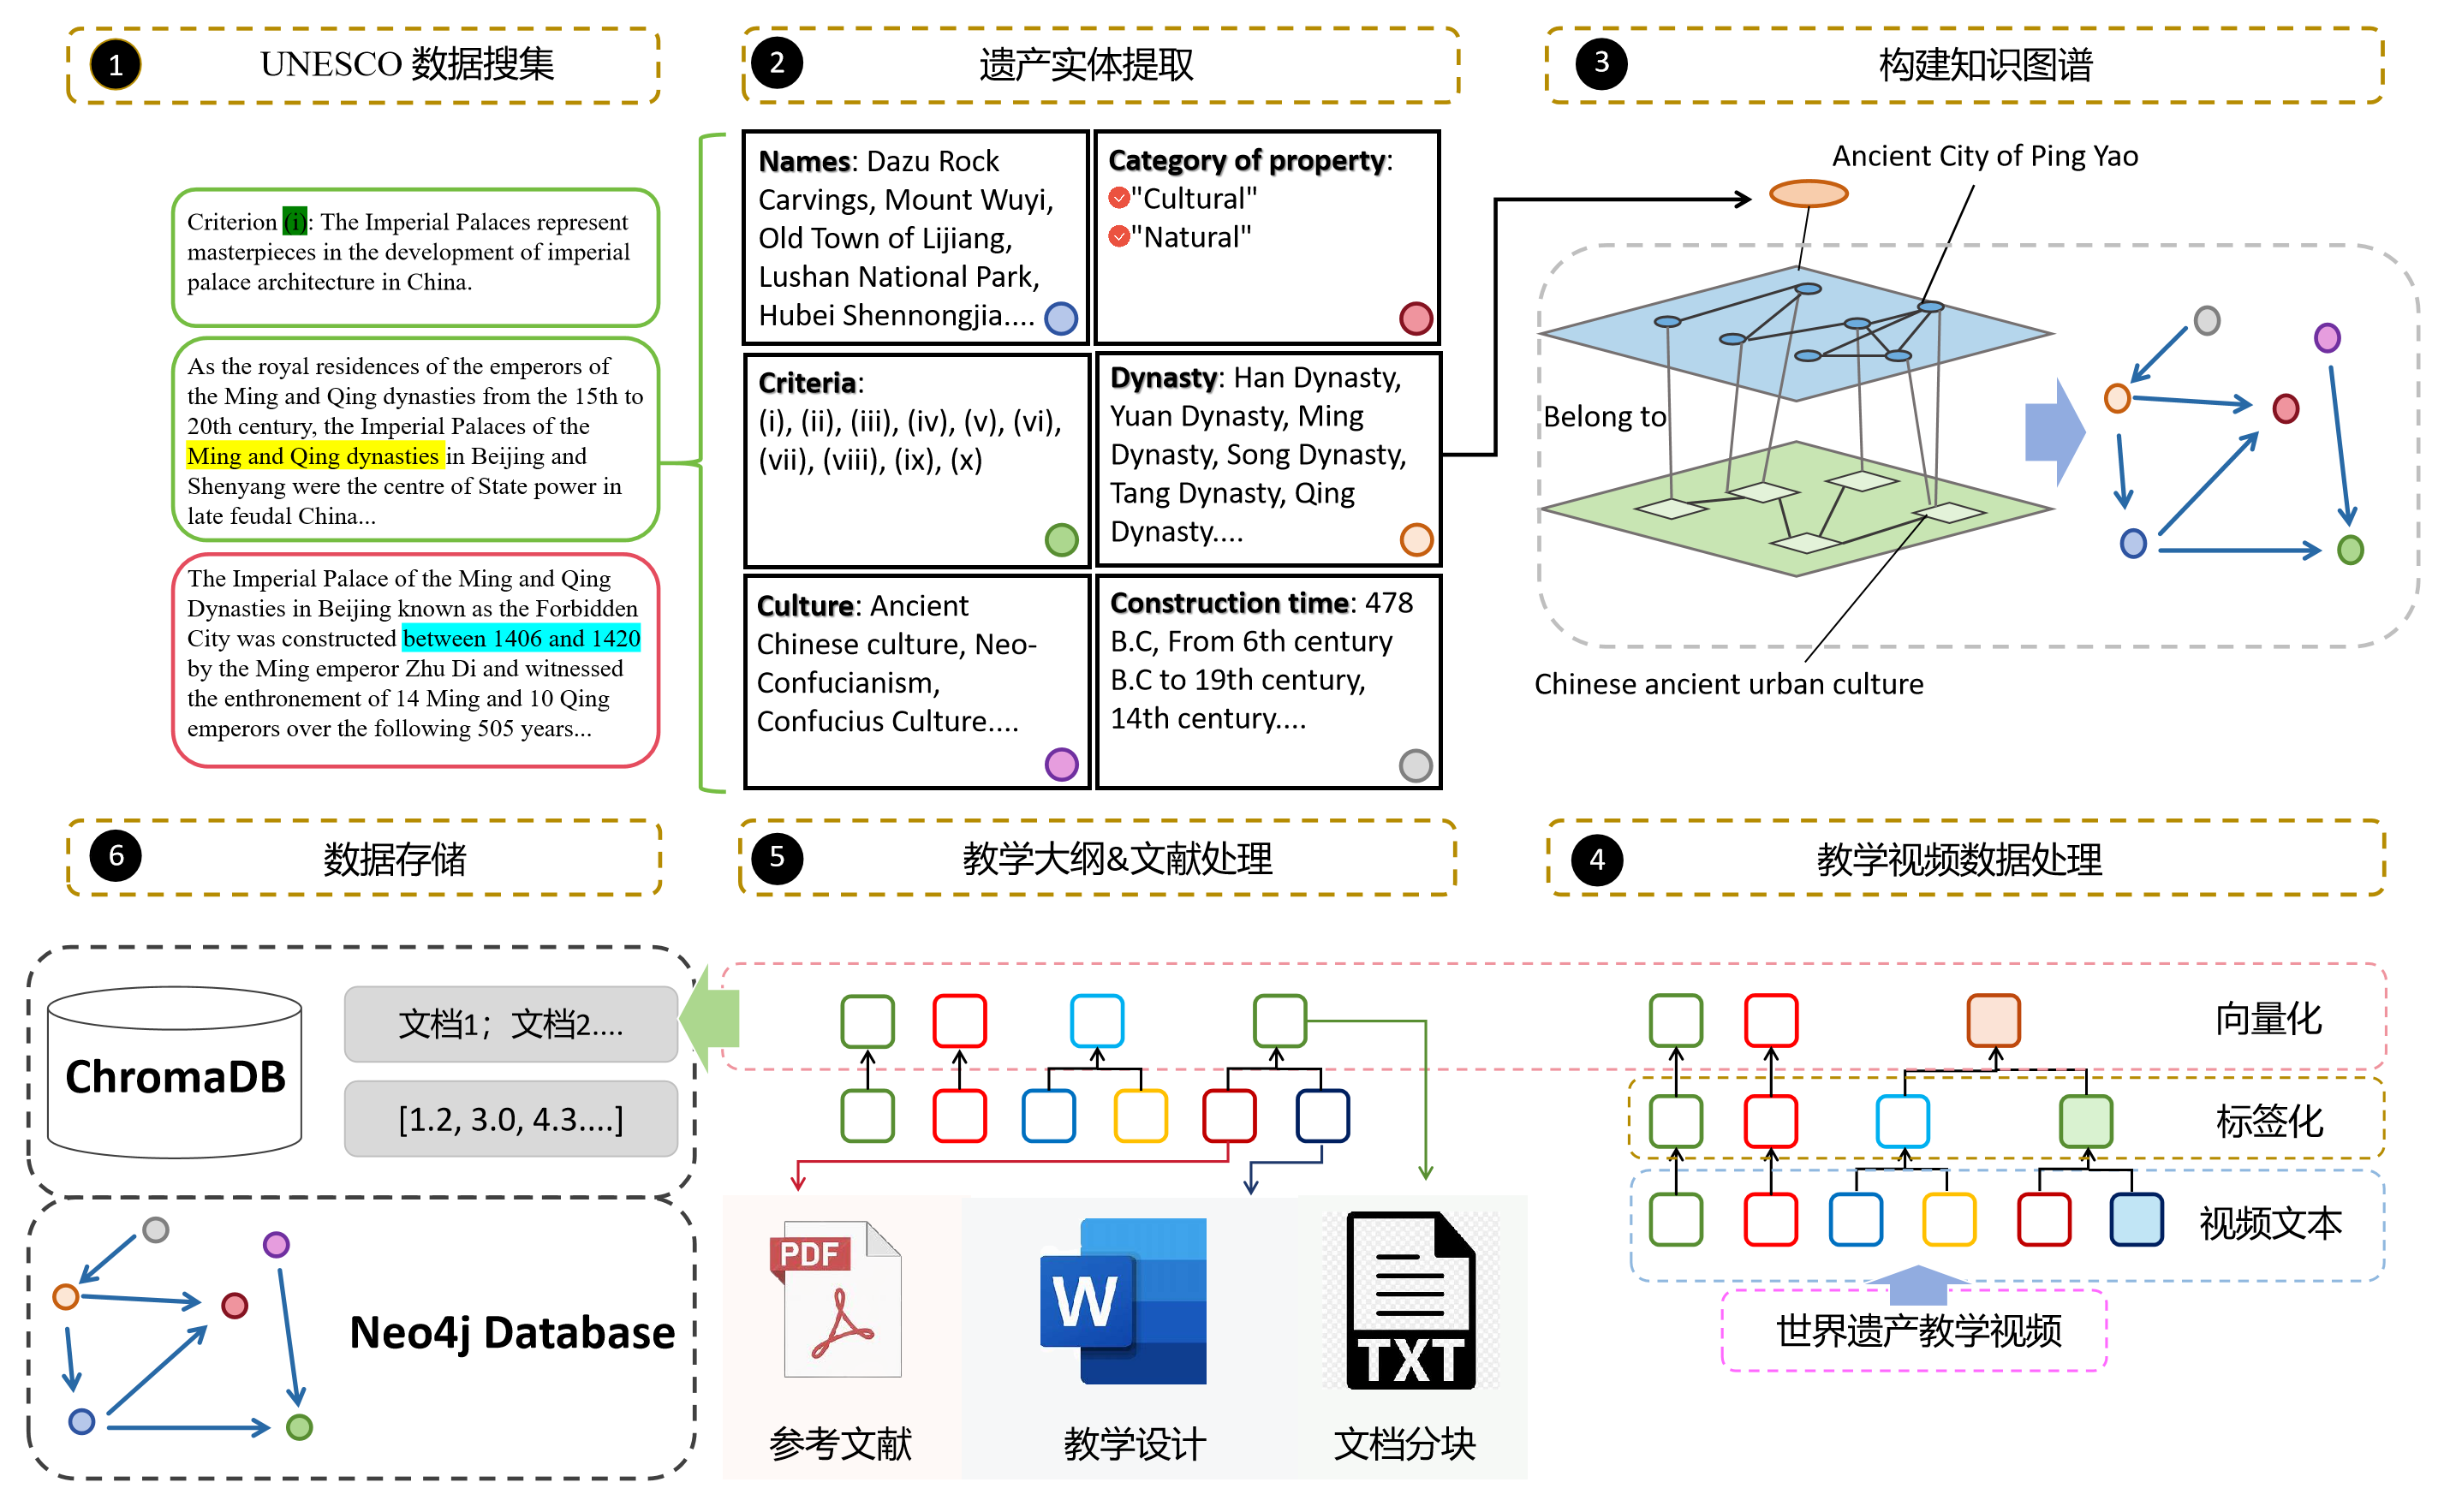 1
UNESCO 数据搜集
Criterion (i): The Imperial Palaces represent
masterpieces in the development of imperial
palace architecture in China.
As the royal residences of the emperors of
the Ming and Qing dynasties from the 15th to
20th century, the Imperial Palaces of the
Ming and Qing dynasties in Beijing and
Shenyang were the centre of State power in
late feudal China...
The Imperial Palace of the Ming and Qing
Dynasties in Beijing known as the Forbidden
City was constructed between 1406 and 1420
by the Ming emperor Zhu Di and witnessed
the enthronement of 14 Ming and 10 Qing
emperors over the following 505 years...
2
遗产实体提取
Names: Dazu Rock
Carvings, Mount Wuyi,
Old Town of Lijiang,
Lushan National Park,
Hubei Shennongjia....
Category of property:
"Cultural"
"Natural"
Criteria:
(i), (ii), (iii), (iv), (v), (vi),
(vii), (viii), (ix), (x)
Dynasty: Han Dynasty,
Yuan Dynasty, Ming
Dynasty, Song Dynasty,
Tang Dynasty, Qing
Dynasty....
Culture: Ancient
Chinese culture, Neo-
Confucianism,
Confucius Culture....
Construction time: 478
B.C, From 6th century
B.C to 19th century,
14th century....
3
构建知识图谱
Ancient City of Ping Yao
Belong to
Chinese ancient urban culture
4
教学视频数据处理
向量化
标签化
视频文本
世界遗产教学视频
5
教学大纲&文献处理
PDF
W
TXT
参考文献
教学设计
文档分块
6
数据存储
ChromaDB
文档1；文档2....
[1.2, 3.0, 4.3....]
Neo4j Database